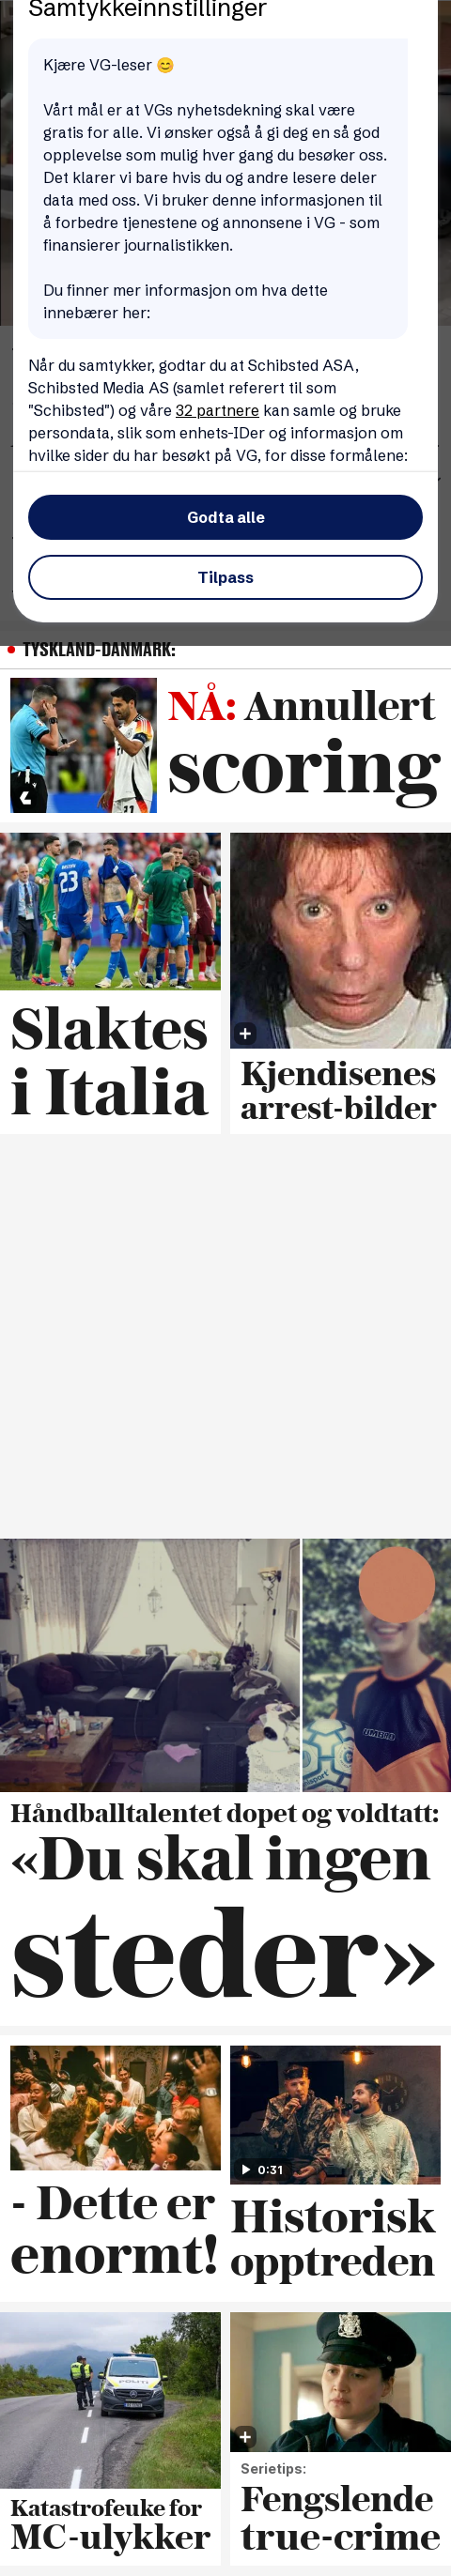 Samtykkeinnstillinger
Kjære VG-leser 😊
Vårt mål er at VGs nyhetsdekning skal være
gratis for alle. Vi ønsker også å gi deg en så god
opplevelse som mulig hver gang du besøker oss.
Det klarer vi bare hvis du og andre lesere deler
data med oss. Vi bruker denne informasjonen til
å forbedre tjenestene og annonsene i VG - som
finansierer journalistikken.
Du finner mer informasjon om hva dette
innebærer her:
Når du samtykker, godtar du at Schibsted ASA,
Schibsted Media AS (samlet referert til som
"Schibsted") og våre 32 partnere kan samle og bruke
persondata, slik som enhets-IDer og informasjon om
hvilke sider du har besøkt på VG, for disse formålene:
Godta alle
Tilpass
TYSKLAND-DANMARK:
NÅ: Annullert
scoring
23
Slaktes
i Italia
Kjendisenes
arrest-bilder
Håndballtalentet dopet og voldtatt:
«Du skal ingen
steder»
0:31
- Dette er
enormt!
Historisk
opptreden
POLITI
Katastrofeuke for
MC-ulykker
Serietips:
Fengslende
true-crime